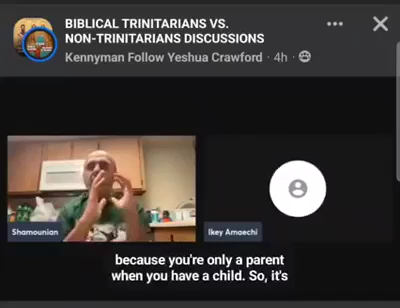 BIBLICAL TRINITARIANS VS.
NON-TRINITARIANS DISCUSSIONS
Kennyman Follow Yeshua Crawford · 4h ·
Shamounian
Ikey Amaechi
because you're only a parent
when you have a child. So, it's